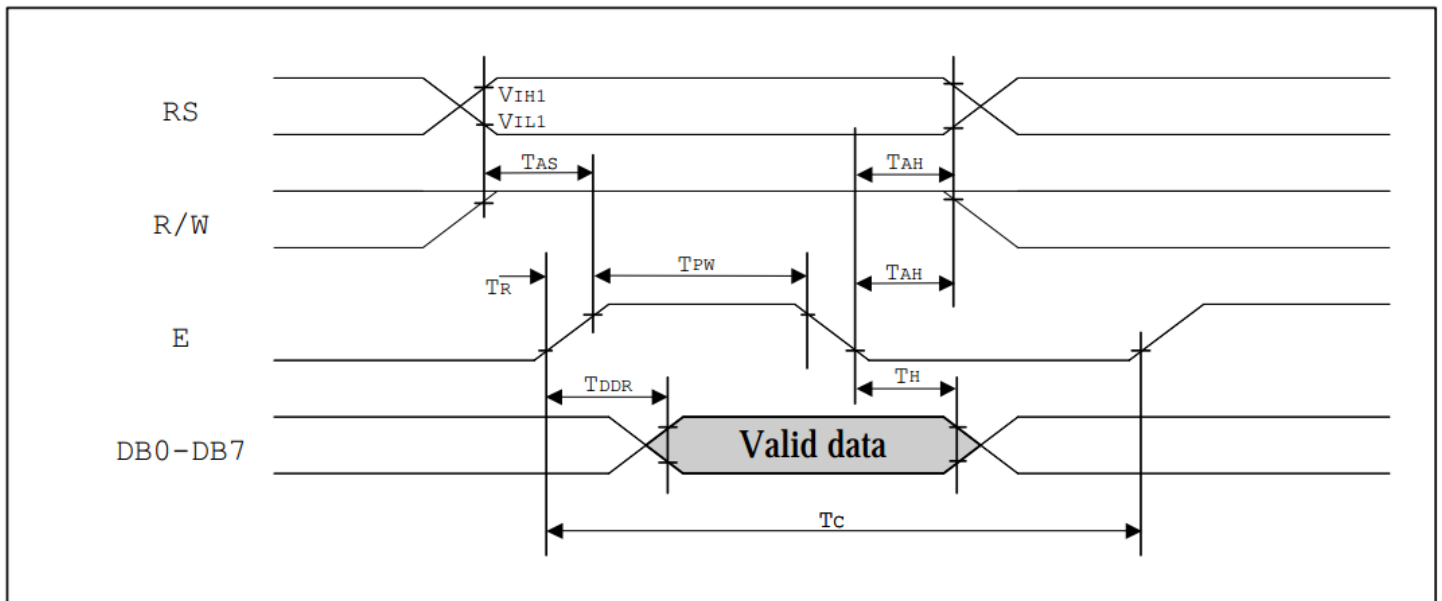 RS
VIH1
VIL1
TAS
TAH
R/W
TR
TPW
TAH
E
TDDR
TH
DB0-DB7
Valid data
TC